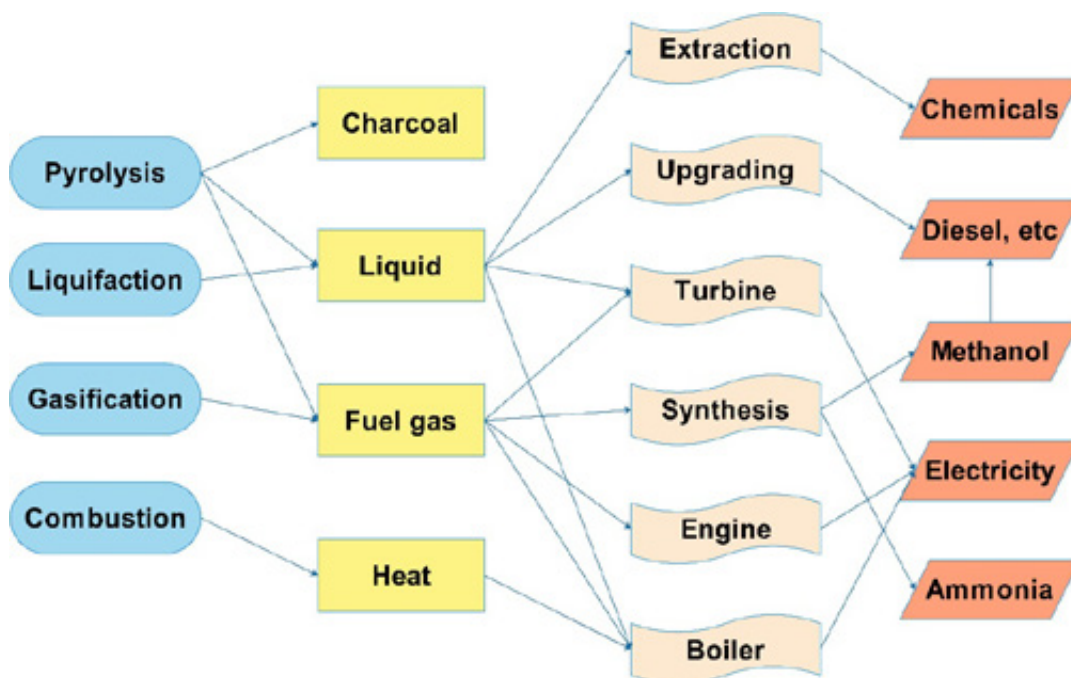 Pyrolysis
Liquifaction
Gasification
Combustion
Charcoal
Liquid
Fuel gas
Heat
Extraction
Upgrading
Turbine
Synthesis
Engine
Boiler
Chemicals
Diesel, etc
Methanol
Electricity
Ammonia